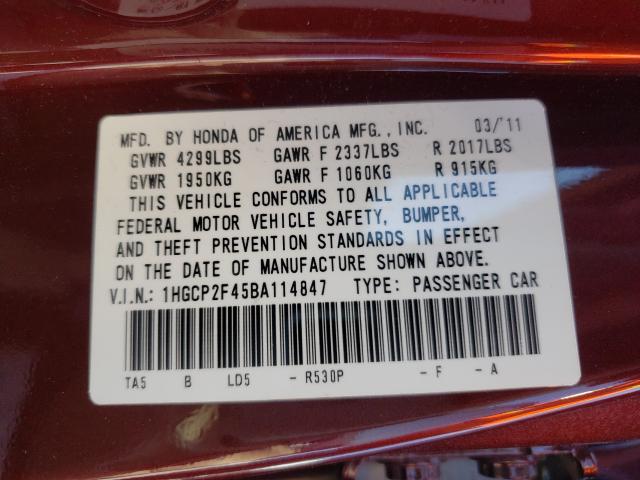 MFD. BY HONDA OF AMERICA MFG., INC. 03/'11
GVWR 4299LBS GAWR F 2337LBS R 2017LBS
GVWR 1950KG GAWR F 1060KG R 915KG
THIS VEHICLE CONFORMS TO ALL APPLICABLE
FEDERAL MOTOR VEHICLE SAFETY, BUMPER,
AND THEFT PREVENTION STANDARDS IN EFFECT
ON THE DATE OF MANUFACTURE SHOWN ABOVE.
V.I.N.: 1HGCP2F45BA114847 TYPE: PASSENGER CAR
TA5 B LD5 - R530P - F - A